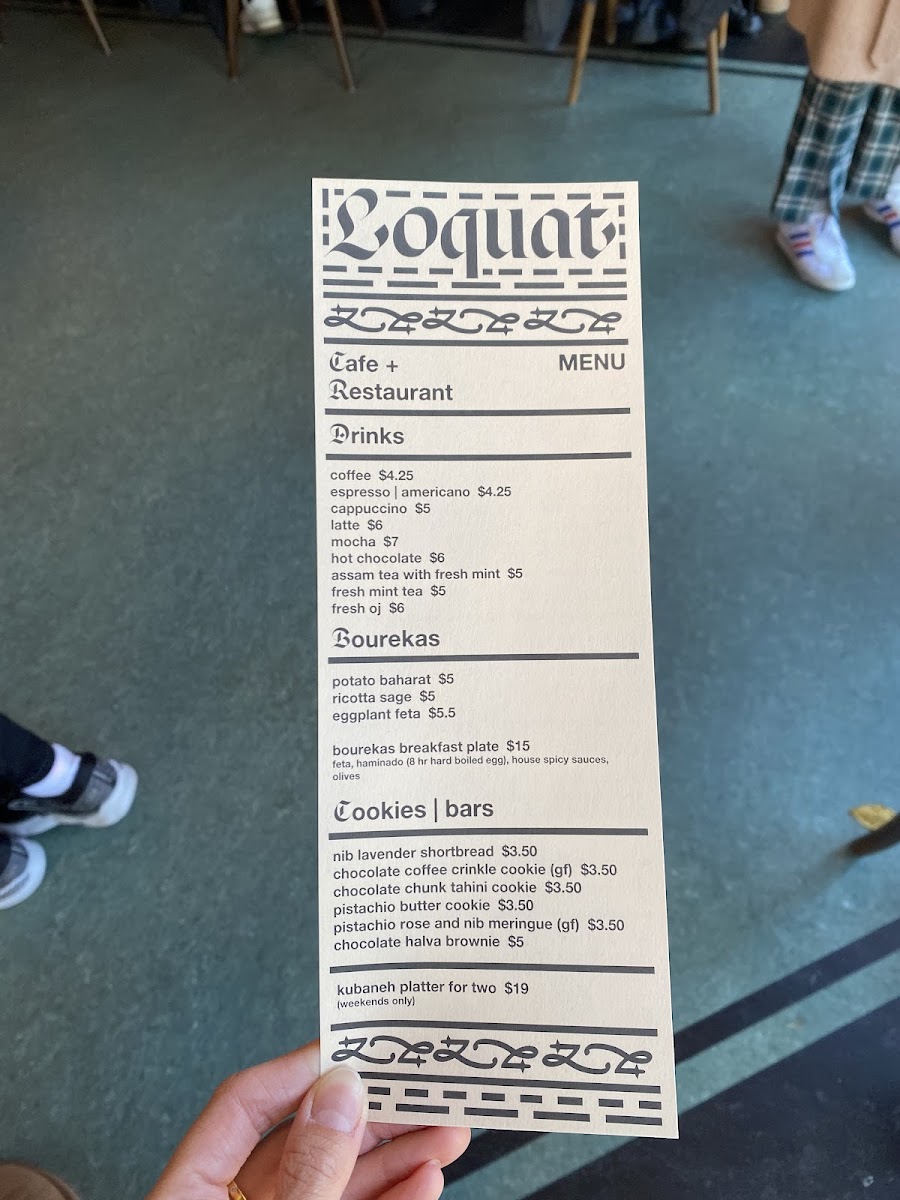 Loquat
Cafe + MENU
Restaurant
Drinks
coffee $4.25
espresso | americano $4.25
cappuccino $5
latte $6
mocha $7
hot chocolate $6
assam tea with fresh mint $5
fresh mint tea $5
fresh oj $6
Bourekas
potato baharat $5
ricotta sage $5
eggplant feta $5.5
bourekas breakfast plate $15
feta, haminado (8 hr hard boiled egg), house spicy sauces,
olives
Cookies | bars
nib lavender shortbread $3.50
chocolate coffee crinkle cookie (gf) $3.50
chocolate chunk tahini cookie $3.50
pistachio butter cookie $3.50
pistachio rose and nib meringue (gf) $3.50
chocolate halva brownie $5
kubaneh platter for two $19
(weekends only)